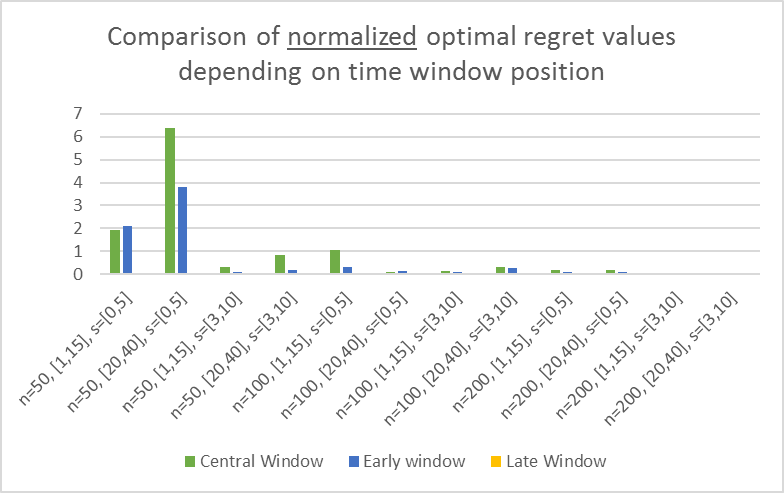 Comparison of normalized optimal regret values
depending on time window position
7
6
5
4
3
2
1
0
n=50, [1,15], s=[0,5]
n=50, [20,40], s=[0,5]
n=50, [1,15], s=[3,10]
n=50, [20,40], s=[3,10]
n=100, [1,15], s=[0,5]
n=100, [20,40], s=[0,5]
n=100, [1,15], s=[3,10]
n=100, [20,40], s=[3,10]
n=200, [1,15], s=[0,5]
n=200, [20,40], s=[0,5]
n=200, [1,15], s=[3,10]
n=200, [20,40], s=[3,10]
Central Window Early window Late Window